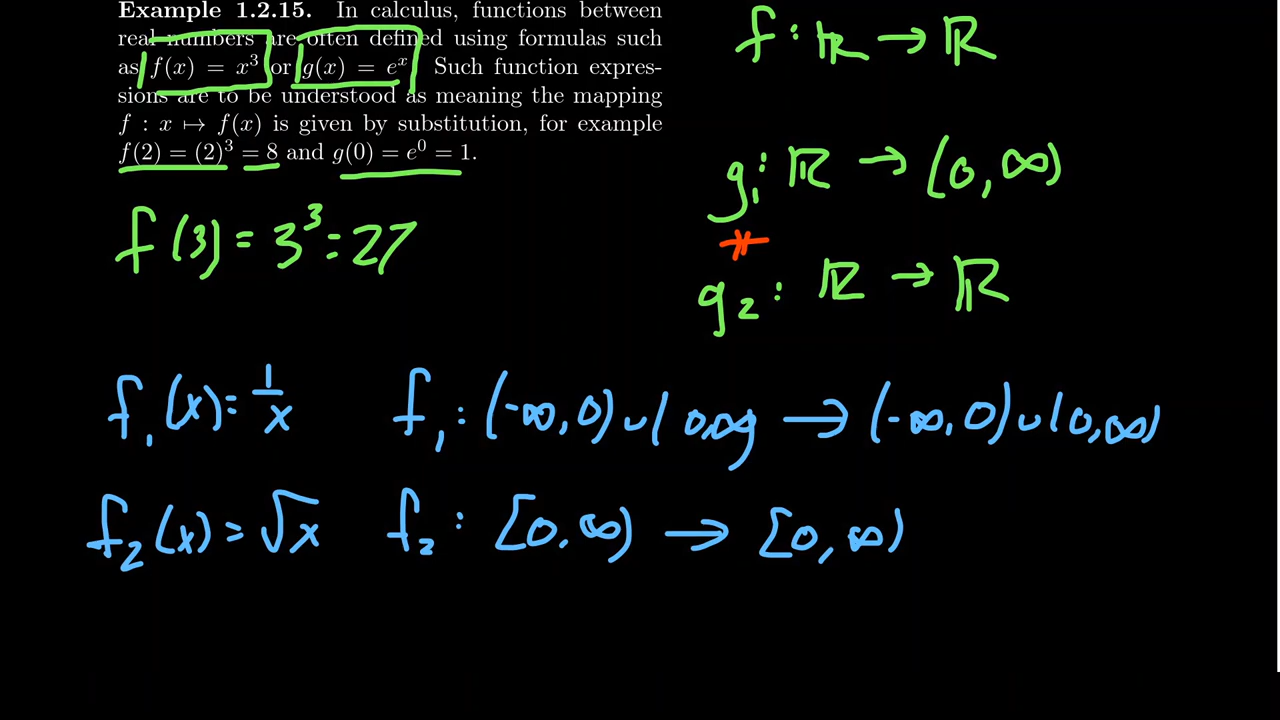 Example 1.2.15. In calculus, functions between
real numbers are often defined using formulas such
as f(x) = x³ or g(x) = eˣ Such function expres-
sions are to be understood as meaning the mapping
f : x ↦ f(x) is given by substitution, for example
f(2) = (2)³ = 8 and g(0) = e⁰ = 1.
f: ℝ → ℝ
g₁: ℝ → (0, ∞)
≠
g₂: ℝ → ℝ
f(3) = 3³ = 27
f₁(x) = 1/x f₁: (-∞, 0) ∪ (0, ∞) → (-∞, 0) ∪ (0, ∞)
f₂(x) = √x f₂: [0, ∞) → [0, ∞)